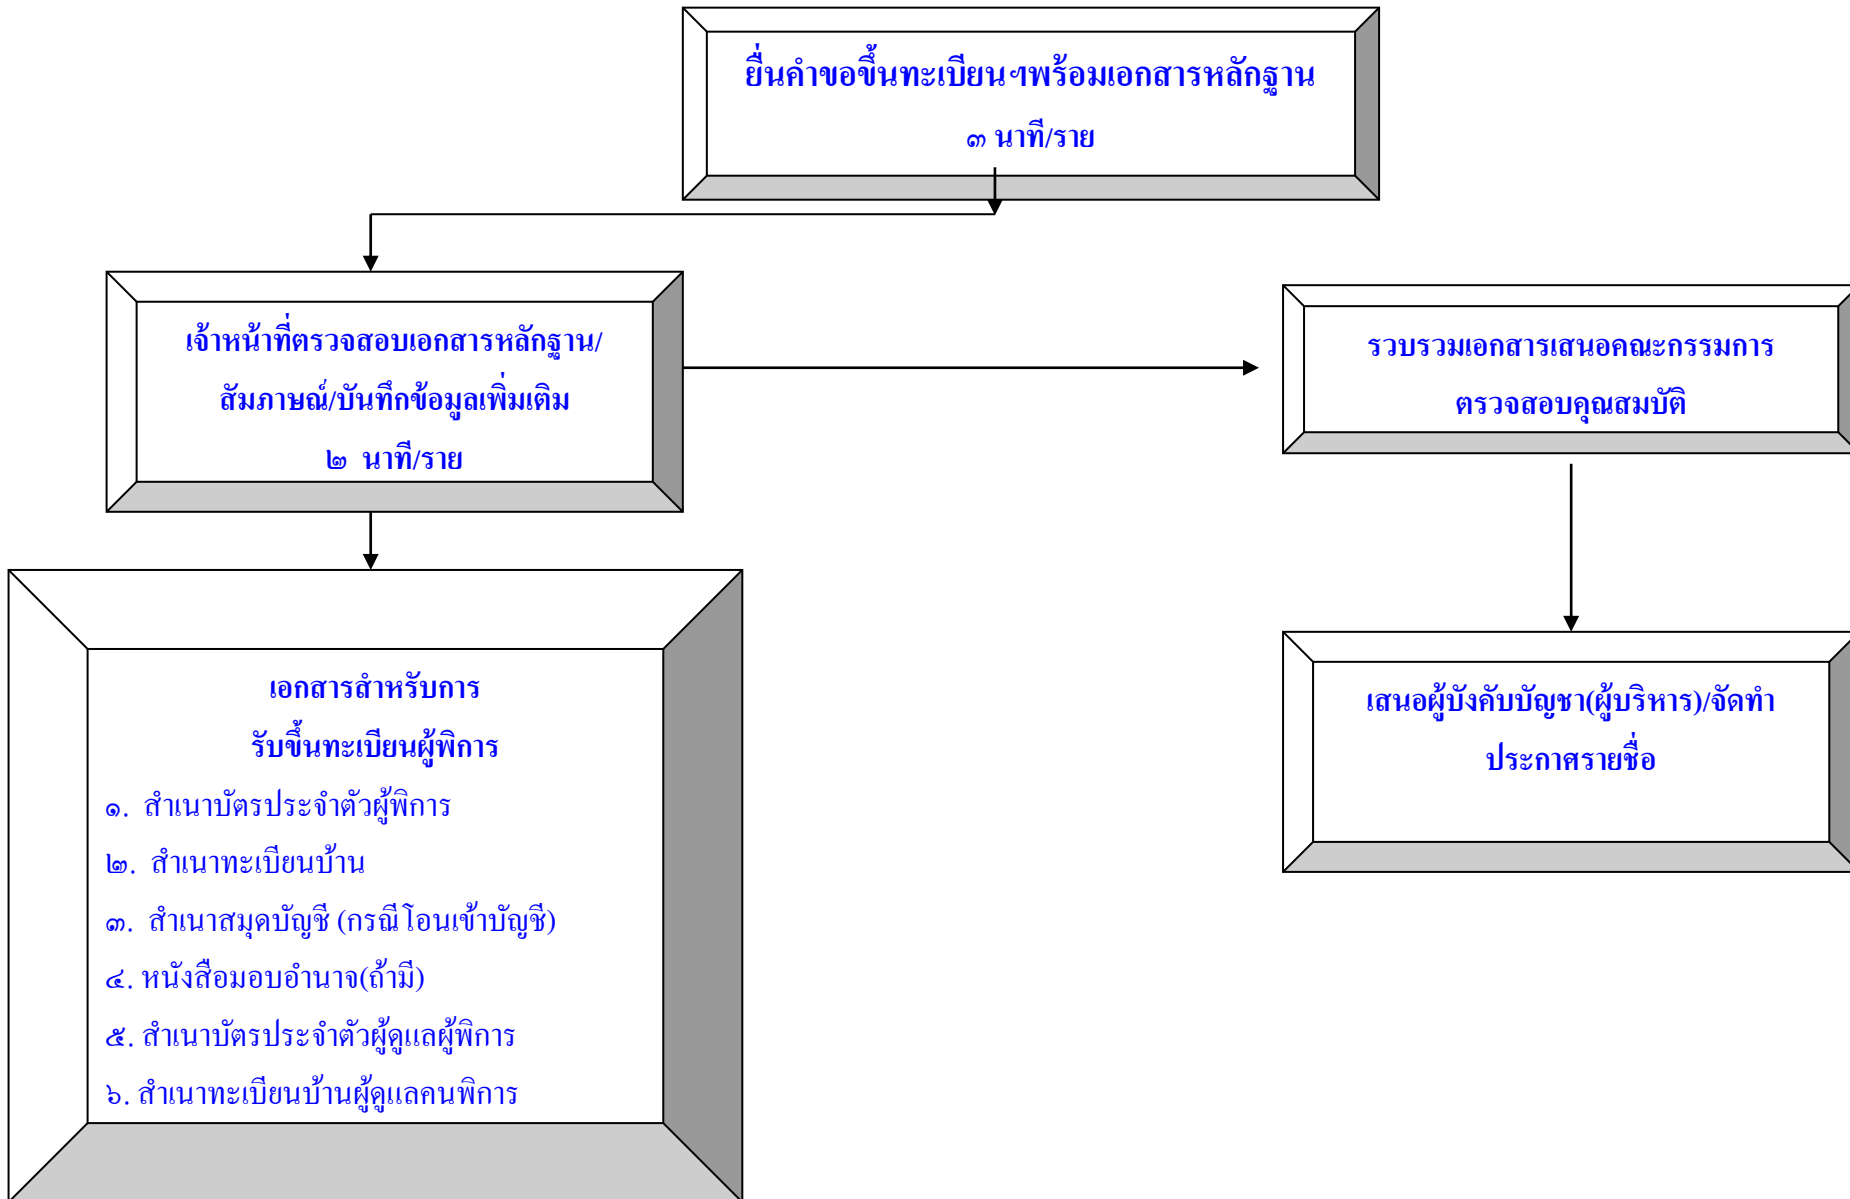 ยื่นคำขอขึ้นทะเบียนฯพร้อมเอกสารหลักฐาน
๓ นาที/ราย
เจ้าหน้าที่ตรวจสอบเอกสารหลักฐาน/
สัมภาษณ์/บันทึกข้อมูลเพิ่มเติม
๒ นาที/ราย
รวบรวมเอกสารเสนอคณะกรรมการ
ตรวจสอบคุณสมบัติ
เอกสารสำหรับการ
รับขึ้นทะเบียนผู้พิการ
๑. สำเนาบัตรประจำตัวผู้พิการ
๒. สำเนาทะเบียนบ้าน
๓. สำเนาสมุดบัญชี (กรณีโอนเข้าบัญชี)
๔. หนังสือมอบอำนาจ(ถ้ามี)
๕. สำเนาบัตรประจำตัวผู้ดูแลผู้พิการ
๖. สำเนาทะเบียนบ้านผู้ดูแลคนพิการ
เสนอผู้บังคับบัญชา(ผู้บริหาร)/จัดทำ
ประกาศรายชื่อ